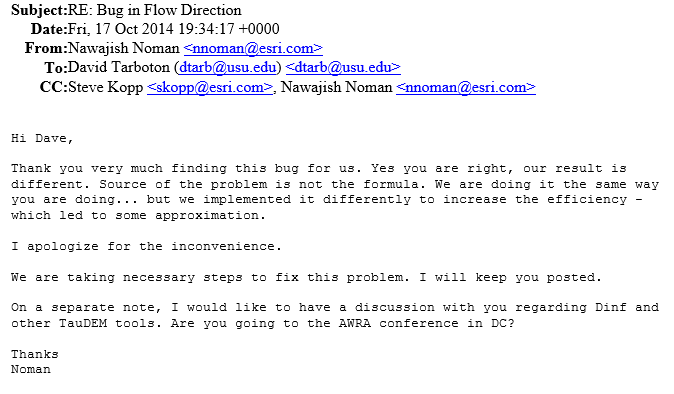 Subject:RE: Bug in Flow Direction
Date:Fri, 17 Oct 2014 19:34:17 +0000
From:Nawajish Noman <nnoman@esri.com>
To:David Tarboton (dtarb@usu.edu) <dtarb@usu.edu>
CC:Steve Kopp <skopp@esri.com>, Nawajish Noman <nnoman@esri.com>
Hi Dave,
Thank you very much finding this bug for us. Yes you are right, our result is
different. Source of the problem is not the formula. We are doing it the same way
you are doing... but we implemented it differently to increase the efficiency -
which led to some approximation.
I apologize for the inconvenience.
We are taking necessary steps to fix this problem. I will keep you posted.
On a separate note, I would like to have a discussion with you regarding Dinf and
other TauDEM tools. Are you going to the AWRA conference in DC?
Thanks
Noman